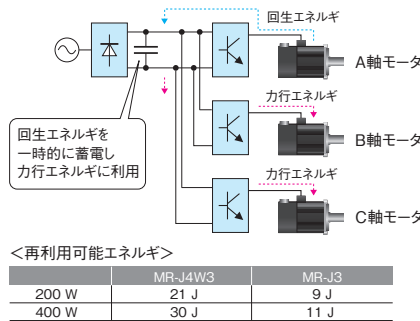 回生エネルギ
A軸モータ
力行エネルギ
B軸モータ
回生エネルギを
一時的に蓄電し
力行エネルギに利用
力行エネルギ
C軸モータ
＜再利用可能エネルギ＞
MR-J4W3 MR-J3
200 W 21 J 9 J
400 W 30 J 11 J